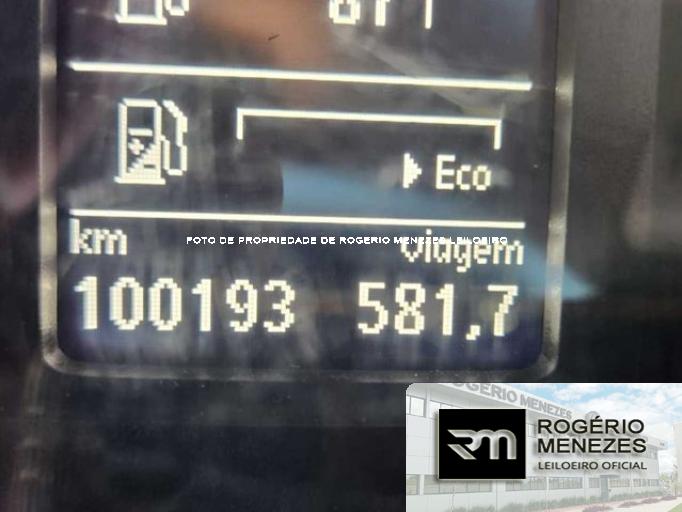 Eco
km
viagem
FOTO DE PROPRIEDADE DE ROGERIO MENEZES LEILOEIRO
100193 581,7
ROGÉRIO MENEZES
RM
ROGÉRIO
MENEZES
LEILOEIRO OFICIAL